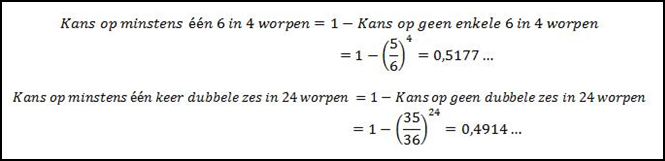 Kans op minstens één 6 in 4 worpen = 1 − Kans op geen enkele 6 in 4 worpen
= 1 − (5/6)^4 = 0,5177 ...
Kans op minstens één keer dubbele zes in 24 worpen = 1 − Kans op geen dubbele zes in 24 worpen
= 1 − (35/36)^24 = 0,4914 ...